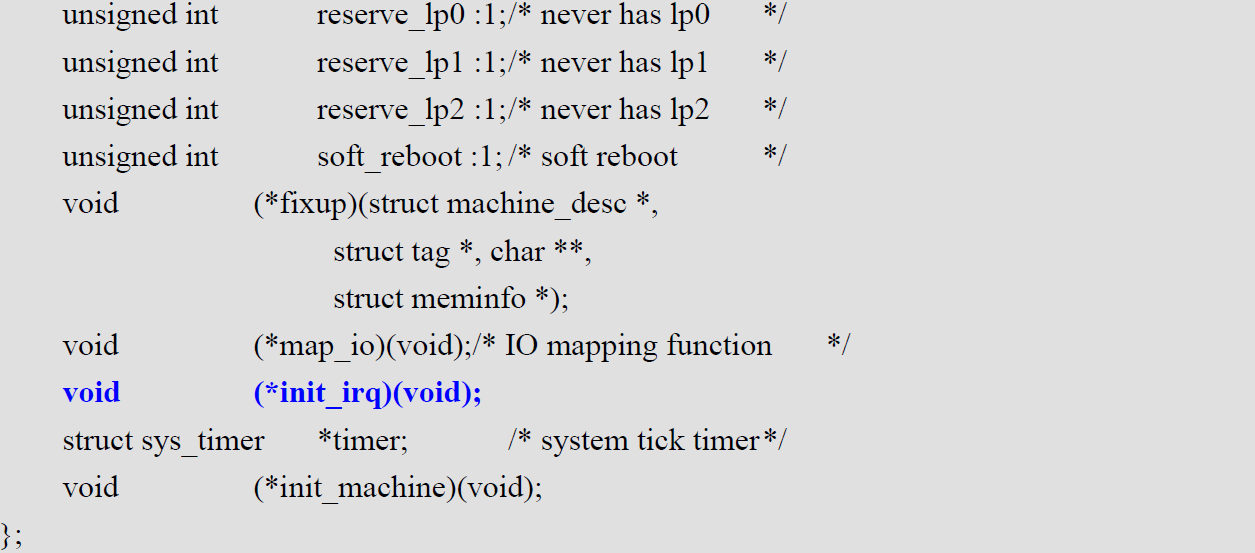 unsigned int reserve_lp0 :1;/* never has lp0 */
unsigned int reserve_lp1 :1;/* never has lp1 */
unsigned int reserve_lp2 :1;/* never has lp2 */
unsigned int soft_reboot :1;/* soft reboot */
void (*fixup)(struct machine_desc *,
struct tag *, char **,
struct meminfo *);
void (*map_io)(void);/* IO mapping function */
void (*init_irq)(void);
struct sys_timer *timer; /* system tick timer*/
void (*init_machine)(void);
};